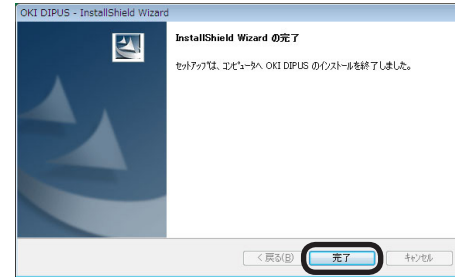 OKI DIPUS - InstallShield Wizard
InstallShield Wizard の完了
セットアップは、コンピュータへ OKI DIPUS のインストールを終了しました。
< 戻る(B)
完了
キャンセル